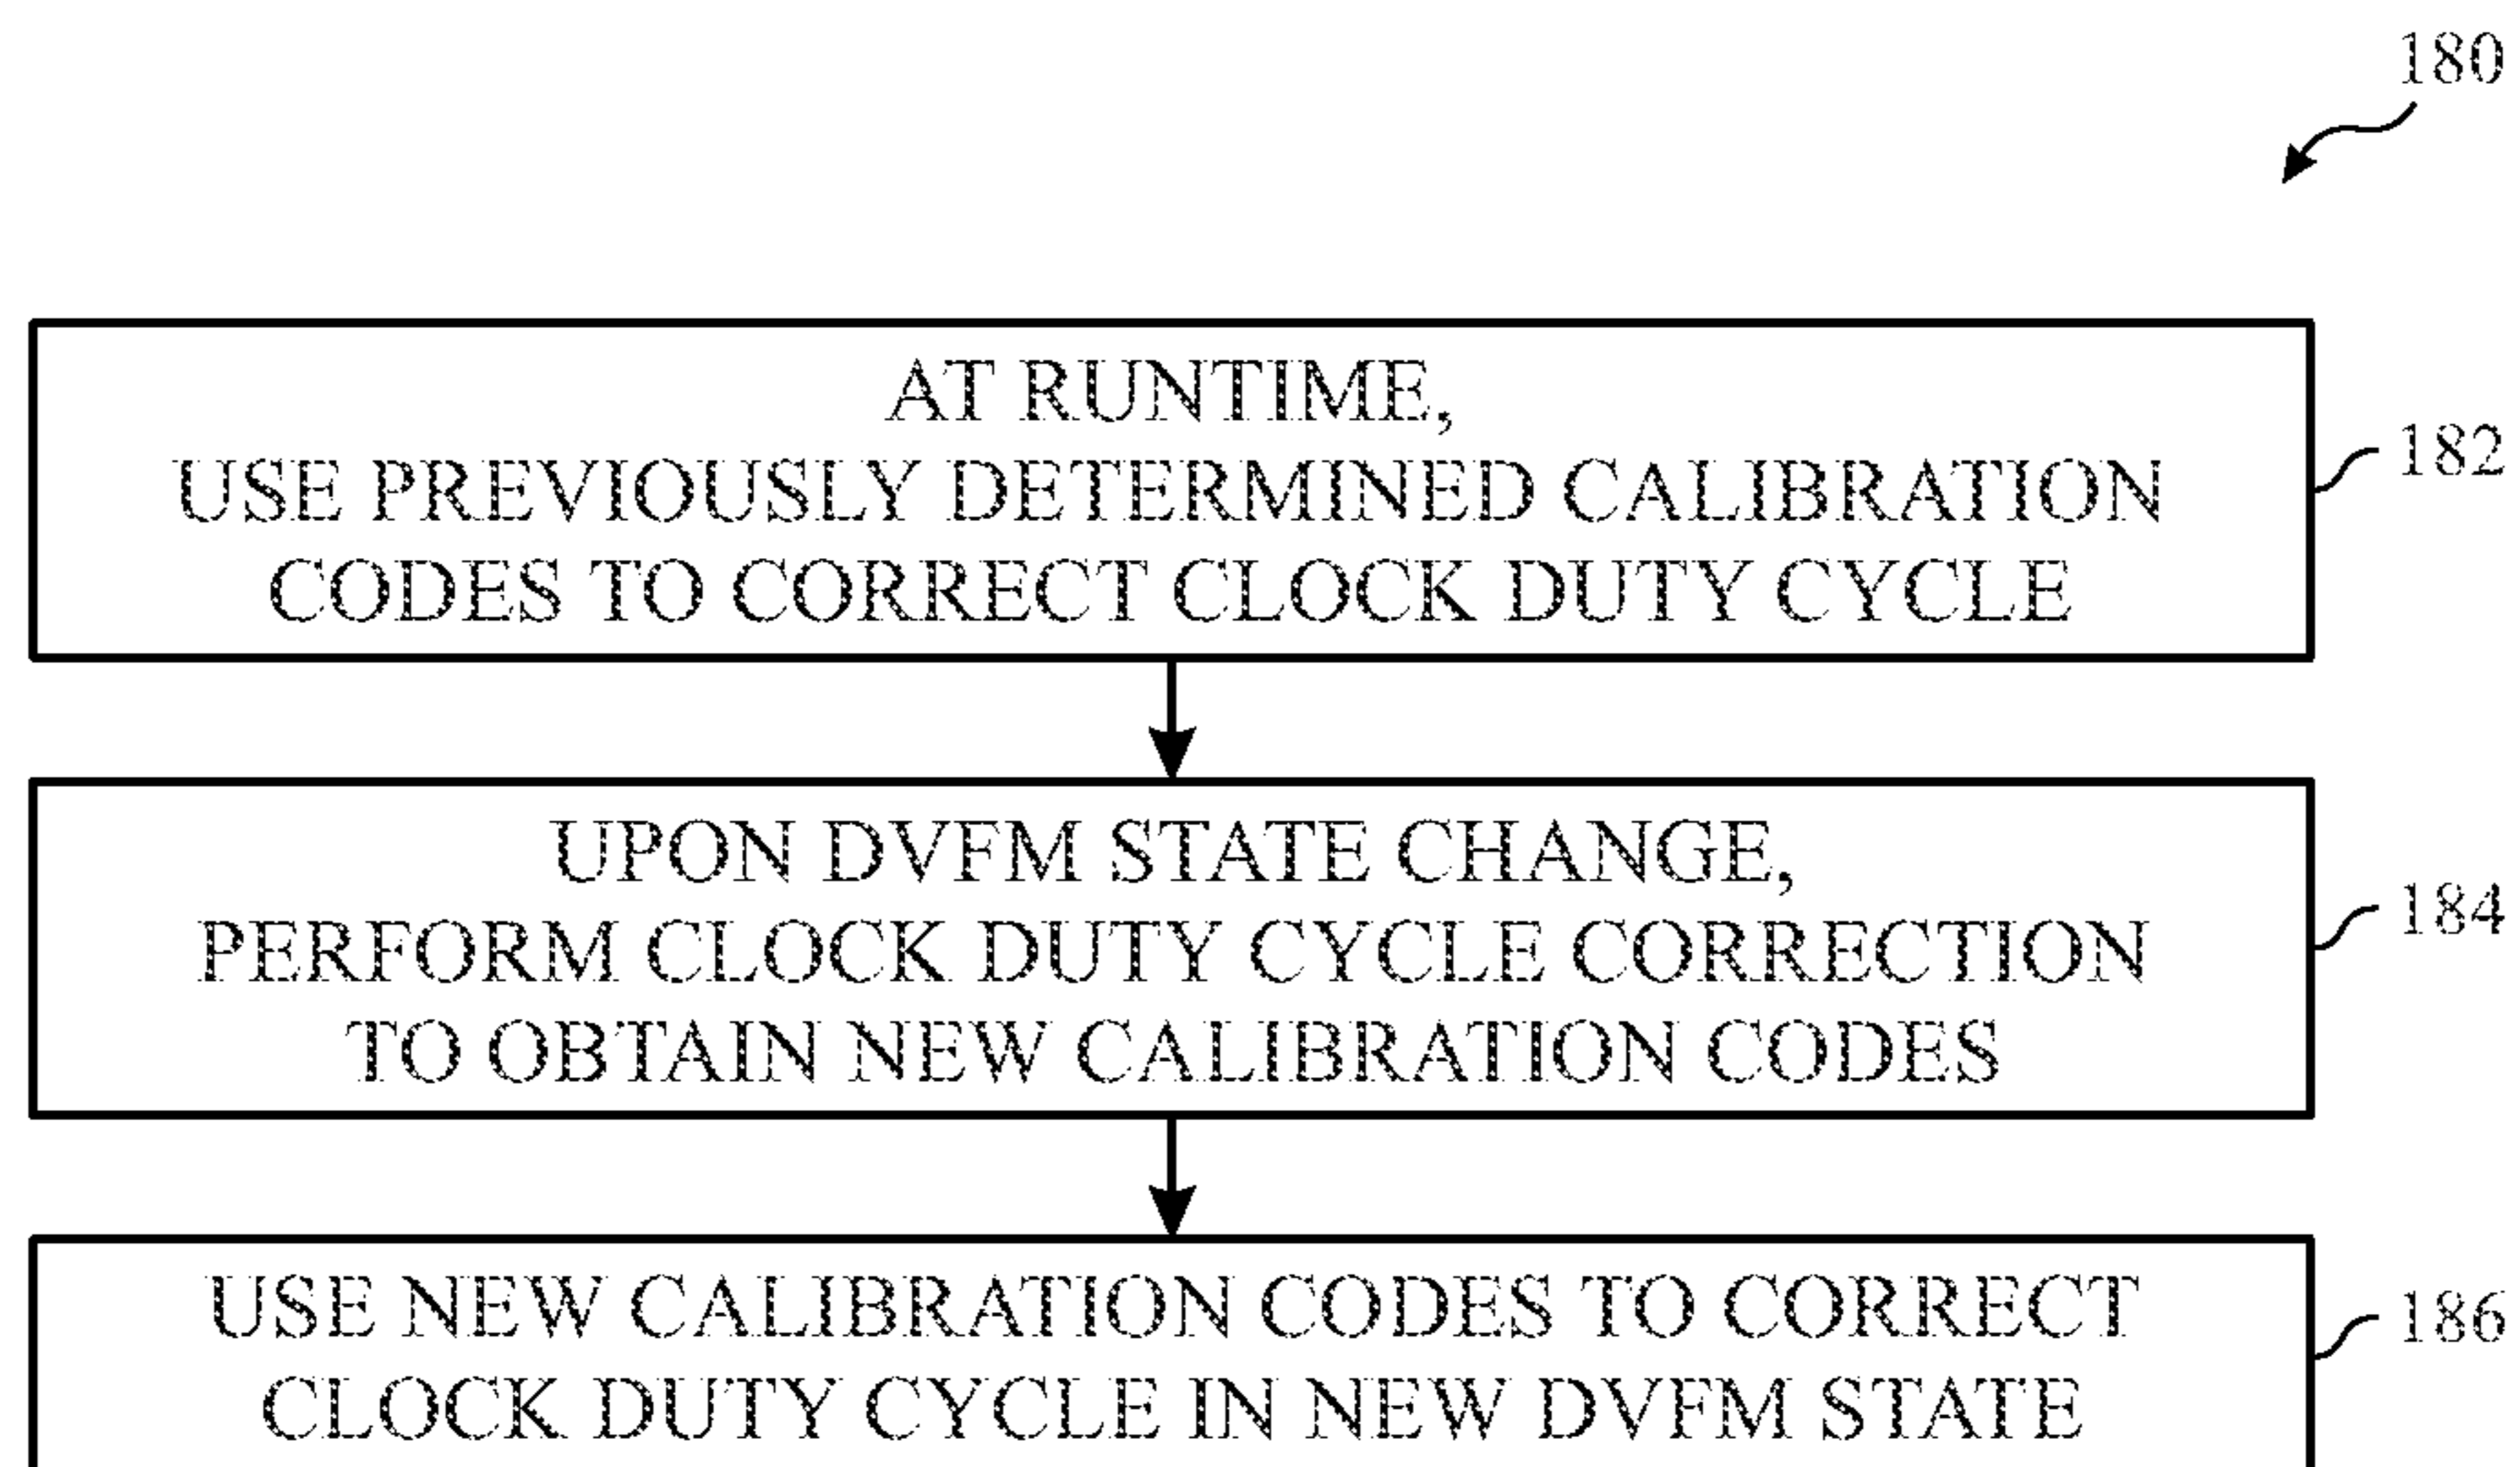 180
AT RUNTIME,
USE PREVIOUSLY DETERMINED CALIBRATION
CODES TO CORRECT CLOCK DUTY CYCLE
182
UPON DVFM STATE CHANGE,
PERFORM CLOCK DUTY CYCLE CORRECTION
TO OBTAIN NEW CALIBRATION CODES
184
USE NEW CALIBRATION CODES TO CORRECT
CLOCK DUTY CYCLE IN NEW DVFM STATE
186